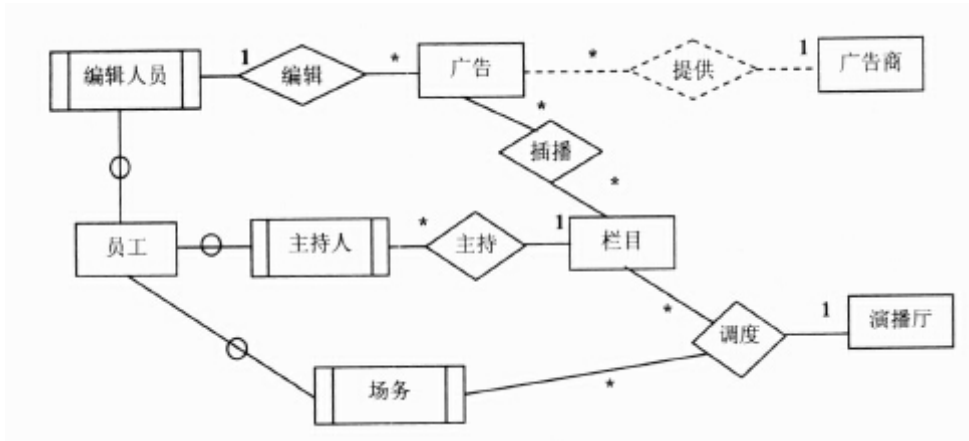 编辑人员 1 编辑 * 广告 * 提供 1 广告商
*
插播
*
员工 主持人 * 主持 1 栏目
* 调度 1 演播厅
场务 *